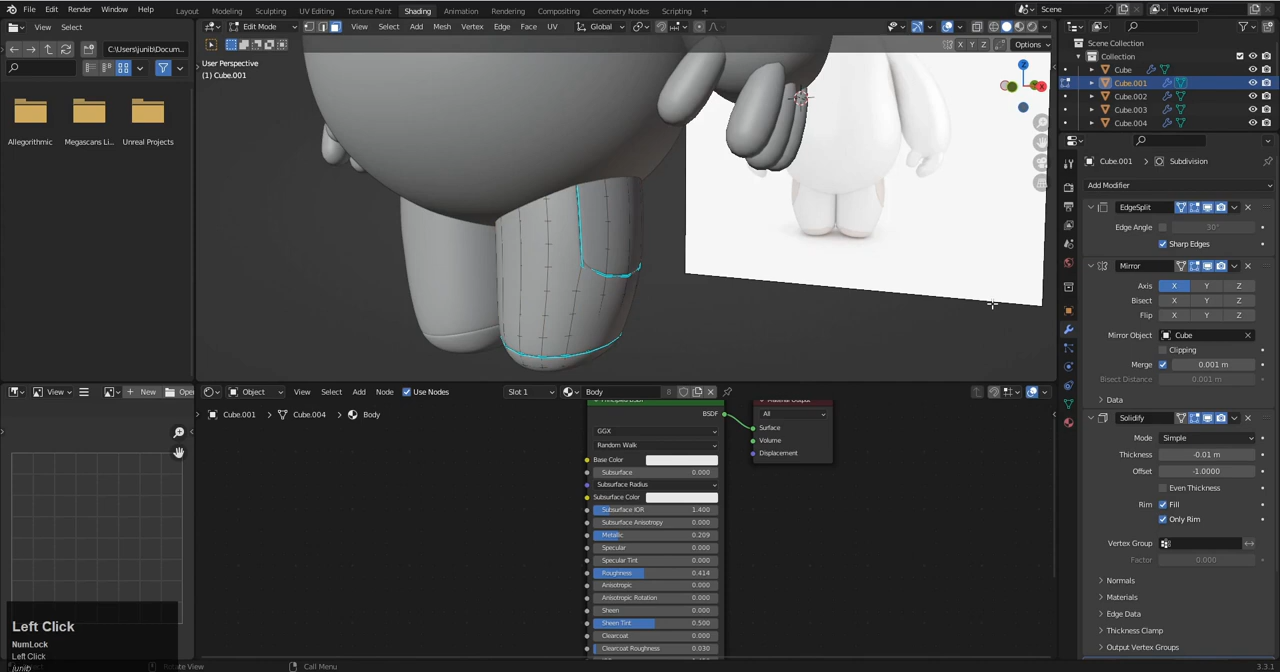 File Edit Render Window Help
Layout Modeling Sculpting UV Editing Texture Paint Shading Animation Rendering Compositing Geometry Nodes Scripting
Scene ViewLayer
View Select
Edit Mode View Select Add Mesh Vertex Edge Face UV Global
X Y Z Options
C:\Users\junib\Docum...
Allegorithmic Megascans Li... Unreal Projects
User Perspective
(1) Cube.001
Z
X
Scene Collection
Collection
Cube
Cube.001
Cube.002
Cube.003
Cube.004
Cube.001 Subdivision
Add Modifier
EdgeSplit
Edge Angle 30°
Sharp Edges
Mirror
Axis X Y Z
Bisect X Y Z
Flip X Y Z
Mirror Object Cube
Clipping
Merge 0.001 m
Bisect Distance 0.001 m
Data
Solidify
Mode Simple
Thickness -0.01 m
Offset -1.0000
Even Thickness
Rim Fill
Only Rim
Vertex Group
Factor 0.000
Normals
Materials
Edge Data
Thickness Clamp
Output Vertex Groups
View New Open
Object View Select Add Node Use Nodes Slot 1 Body 8
Cube.001 Cube.004 Body
Principled BSDF
BSDF
GGX
Random Walk
Base Color
Subsurface 0.000
Subsurface Radius
Subsurface Color
Subsurface IOR 1.400
Subsurface Anisotropy 0.000
Metallic 0.209
Specular 0.000
Specular Tint 0.000
Roughness 0.414
Anisotropic 0.000
Anisotropic Rotation 0.000
Sheen 0.000
Sheen Tint 0.500
Clearcoat 0.000
Clearcoat Roughness 0.030
Material Output
All
Surface
Volume
Displacement
Left Click
NumLock
Left Click
junib
Rotate View Call Menu 3.3.1